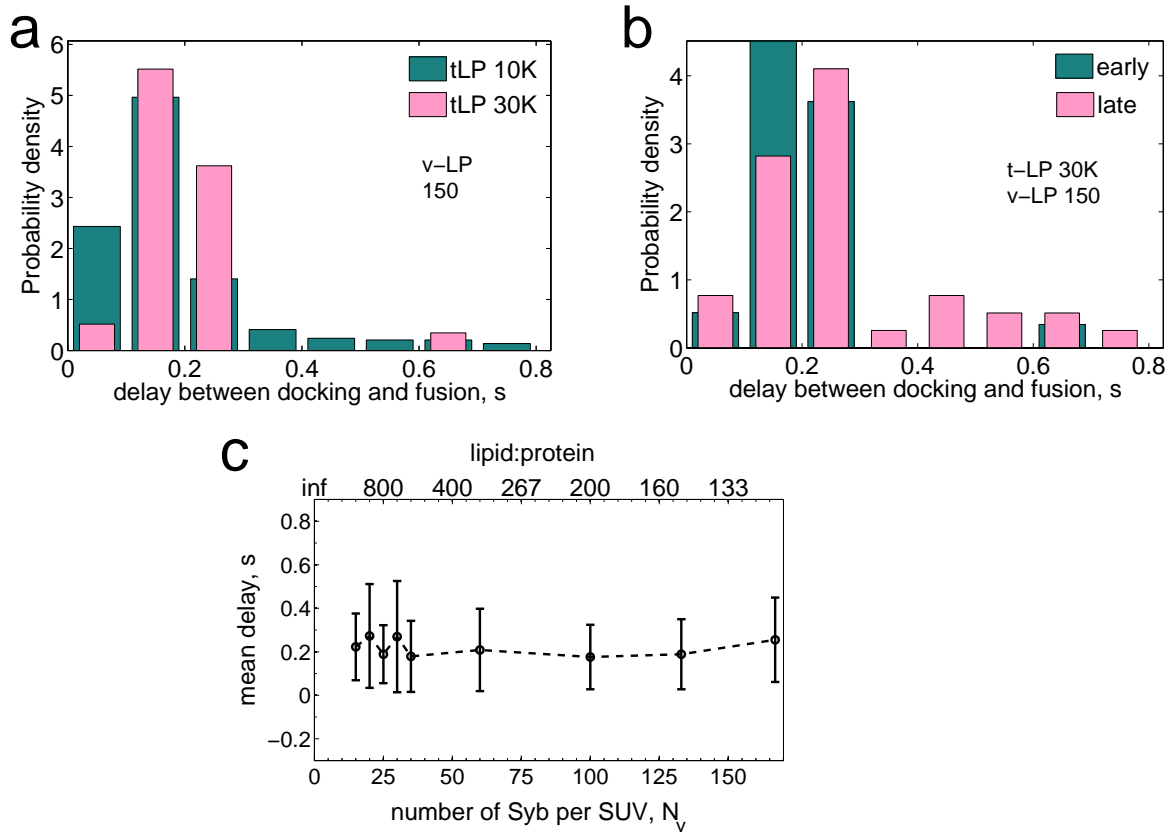 a
6
5
4
3
2
1
0
0
0.2
0.4
0.6
0.8
Probability density
delay between docking and fusion, s
tLP 10K
tLP 30K
v−LP
150
b
4
3
2
1
0
0
0.2
0.4
0.6
0.8
Probability density
delay between docking and fusion, s
early
late
t−LP 30K
v−LP 150
c
lipid:protein
inf
800
400
267
200
160
133
0.8
0.6
0.4
0.2
0
−0.2
mean delay, s
0
25
50
75
100
125
150
number of Syb per SUV, Nv